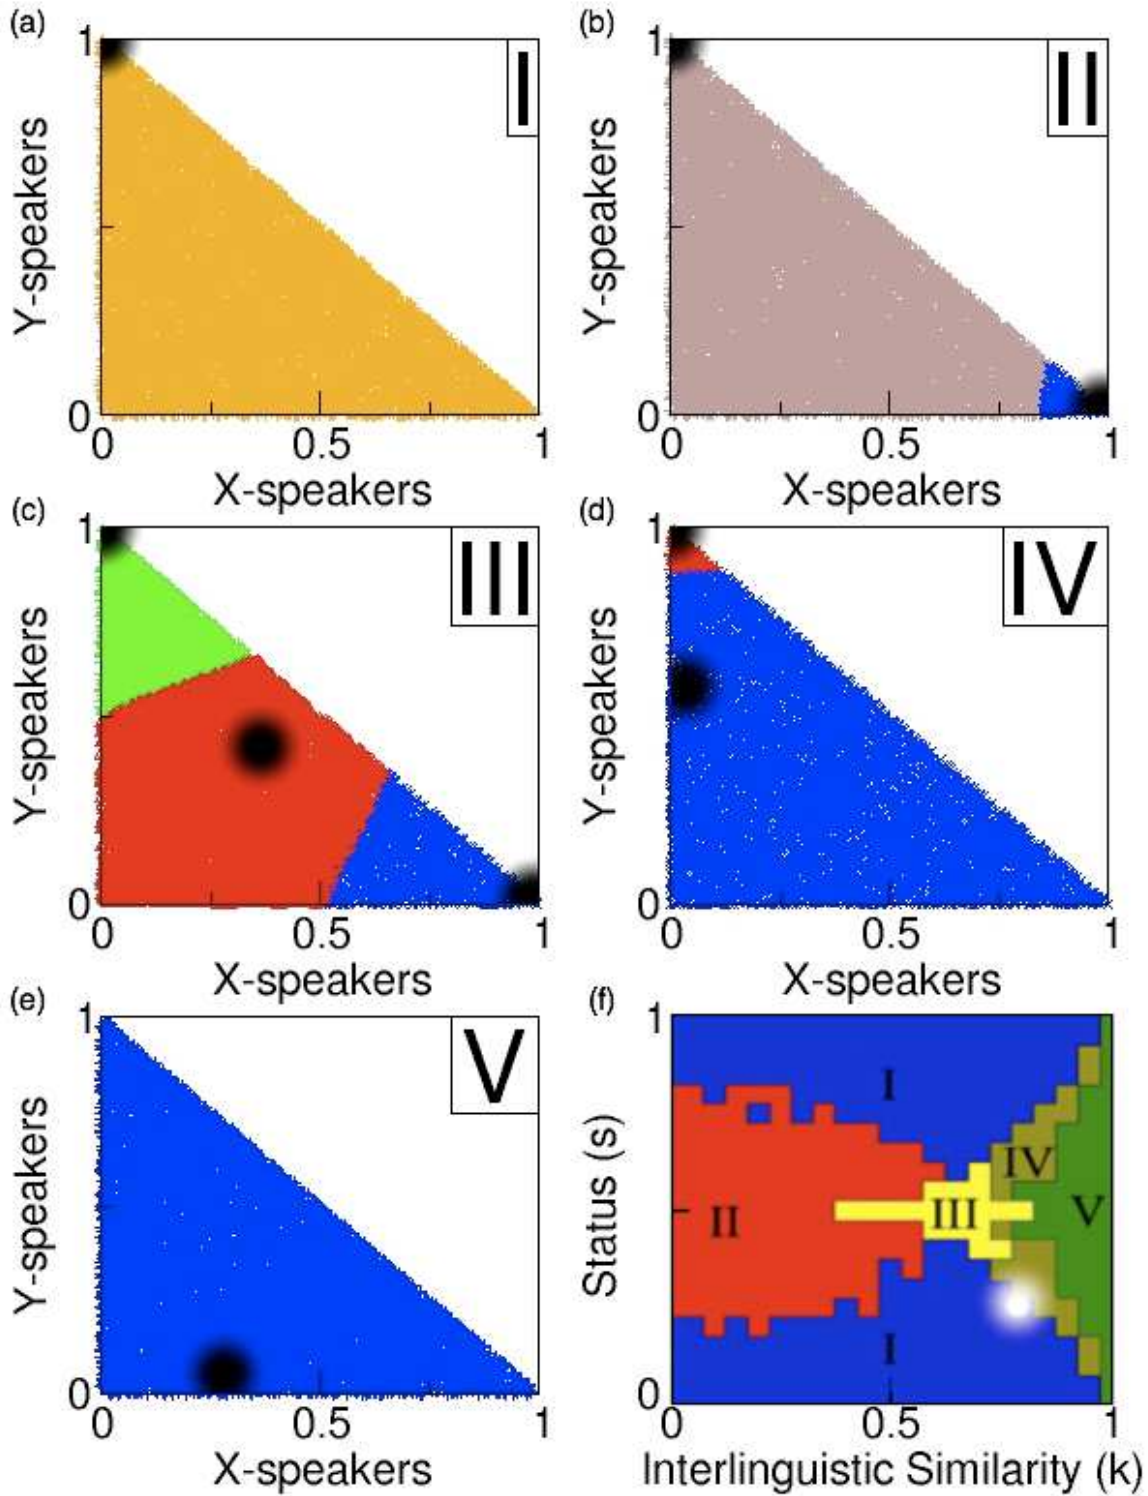 (a)
1
I
Y-speakers
0
0 0.5 1
X-speakers
(b)
1
II
Y-speakers
0
0 0.5 1
X-speakers
(c)
1
III
Y-speakers
0
0 0.5 1
X-speakers
(d)
1
IV
Y-speakers
0
0 0.5 1
X-speakers
(e)
1
V
Y-speakers
0
0 0.5 1
X-speakers
(f)
1
I
IV
II
III
V
I
Status (s)
0
0 0.5 1
Interlinguistic Similarity (k)